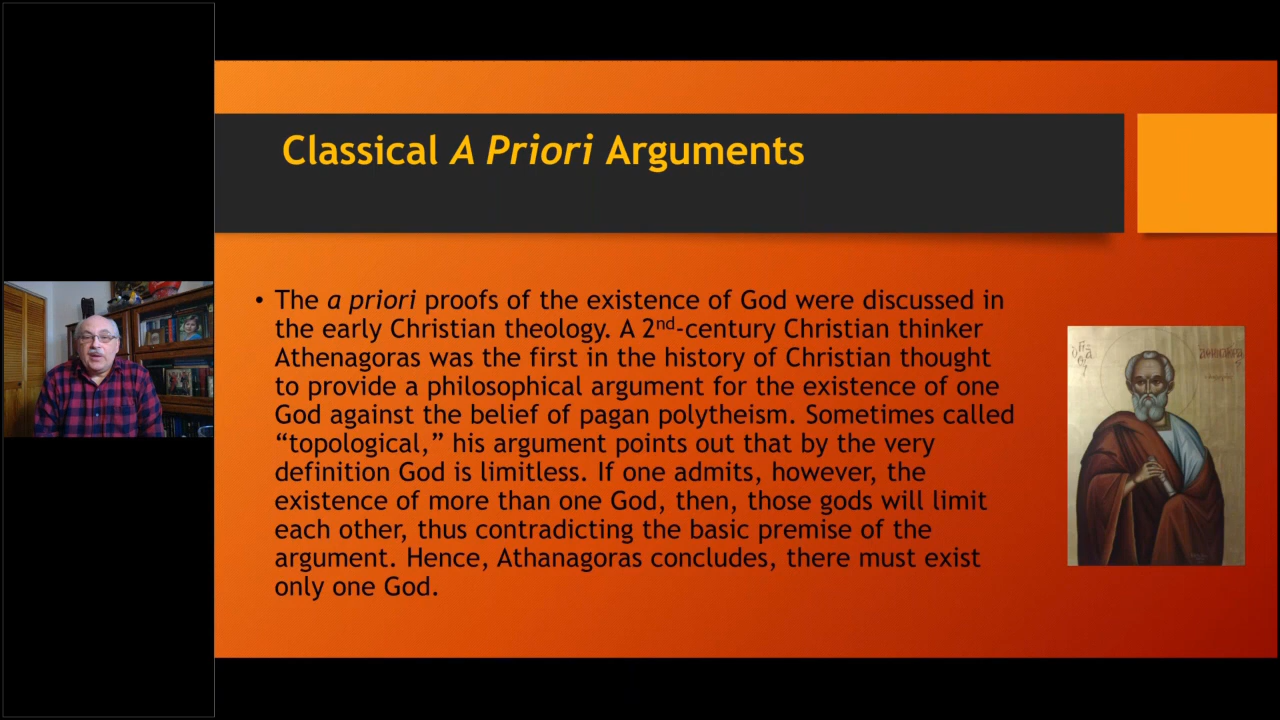 Classical A Priori Arguments
• The a priori proofs of the existence of God were discussed in
the early Christian theology. A 2nd-century Christian thinker
Athenagoras was the first in the history of Christian thought
to provide a philosophical argument for the existence of one
God against the belief of pagan polytheism. Sometimes called
“topological,” his argument points out that by the very
definition God is limitless. If one admits, however, the
existence of more than one God, then, those gods will limit
each other, thus contradicting the basic premise of the
argument. Hence, Athanagoras concludes, there must exist
only one God.